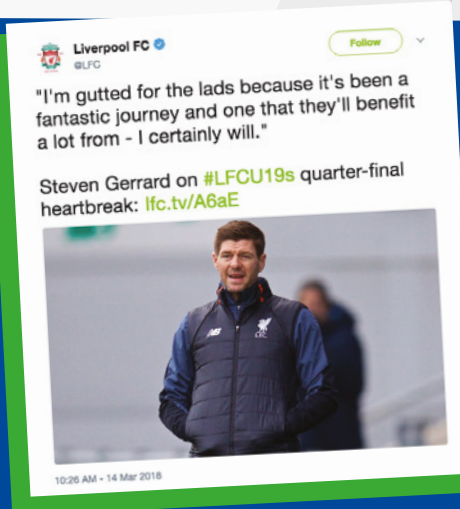 Liverpool FC
@LFC
Follow
"I'm gutted for the lads because it's been a
fantastic journey and one that they'll benefit
a lot from - I certainly will."
Steven Gerrard on #LFCU19s quarter-final
heartbreak: lfc.tv/A6aE
NB
LFC
10:26 AM - 14 Mar 2018